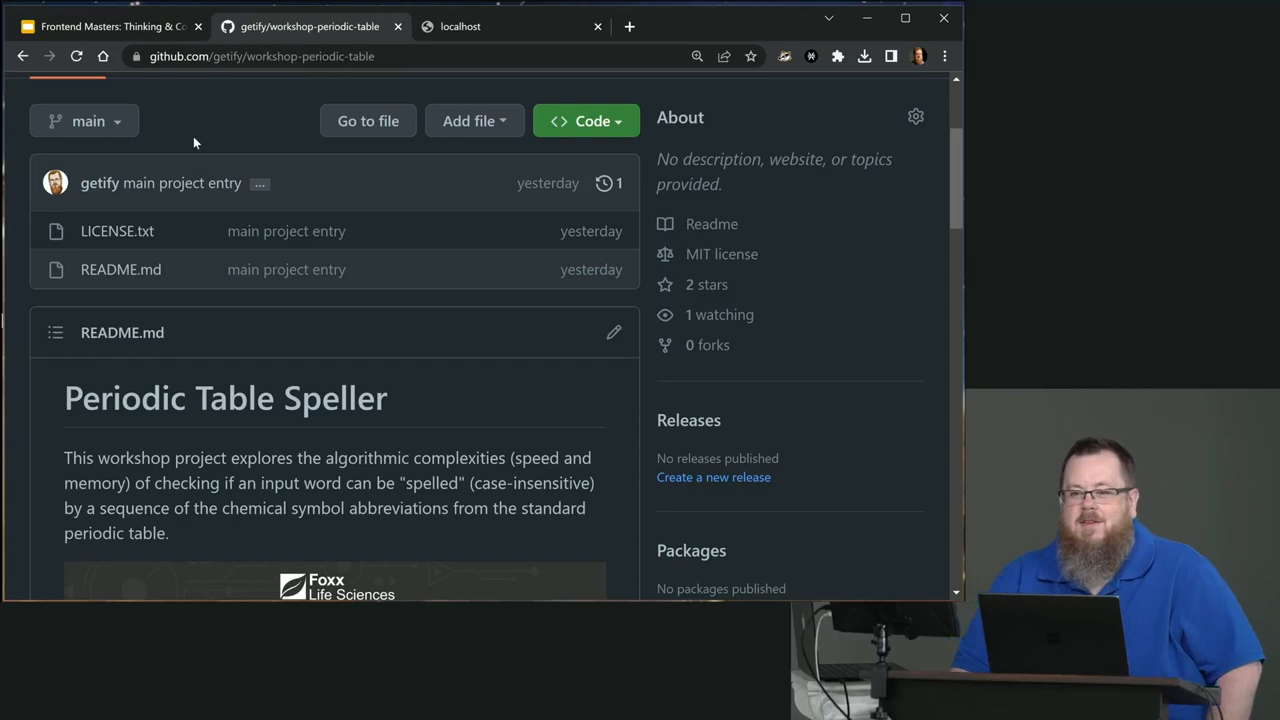 Frontend Masters: Thinking & Co
getify/workshop-periodic-table
localhost
github.com/getify/workshop-periodic-table
main
Go to file
Add file
<> Code
getify main project entry ...
yesterday
1
LICENSE.txt
main project entry
yesterday
README.md
main project entry
yesterday
README.md
Periodic Table Speller
This workshop project explores the algorithmic complexities (speed and
memory) of checking if an input word can be "spelled" (case-insensitive)
by a sequence of the chemical symbol abbreviations from the standard
periodic table.
Foxx
Life Sciences
About
No description, website, or topics
provided.
Readme
MIT license
2 stars
1 watching
0 forks
Releases
No releases published
Create a new release
Packages
No packages published